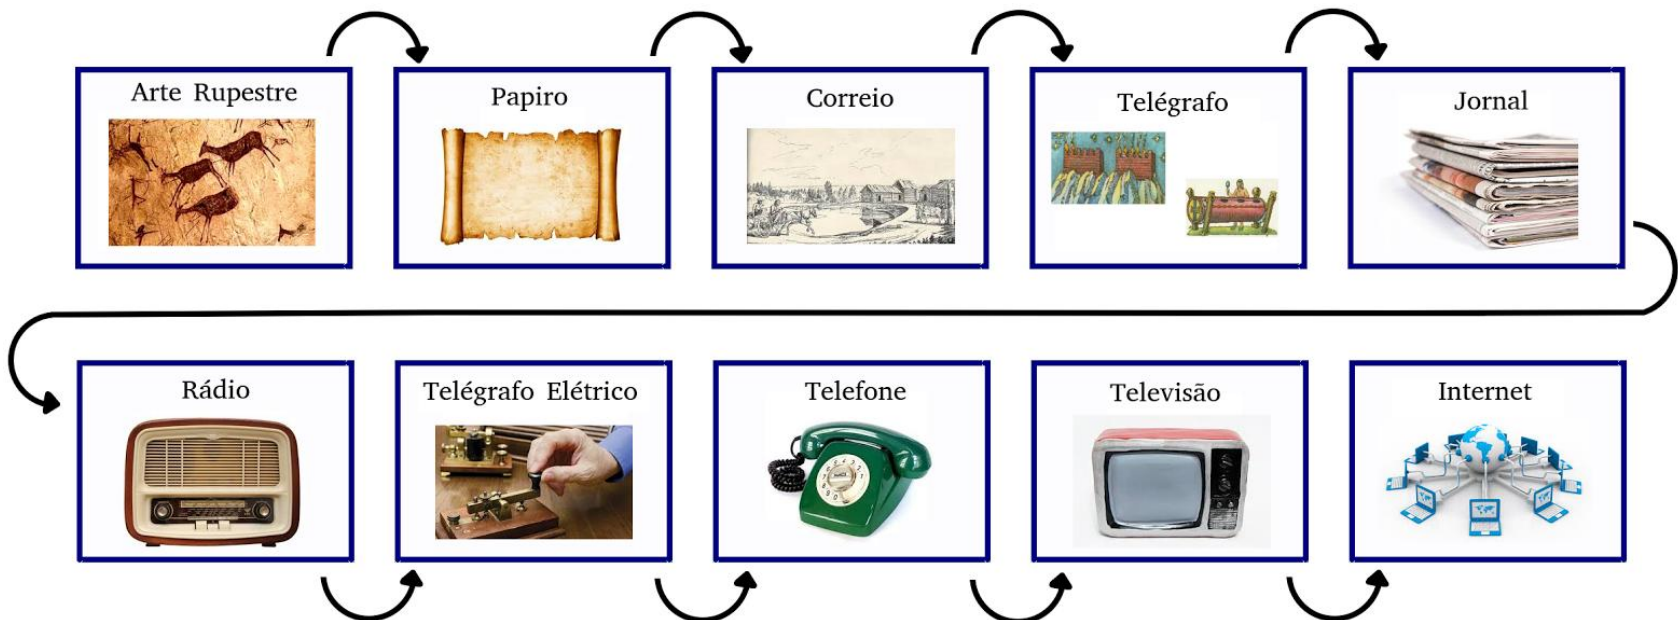 Arte Rupestre
Papiro
Correio
Telégrafo
Jornal
Rádio
Telégrafo Elétrico
Telefone
Televisão
Internet